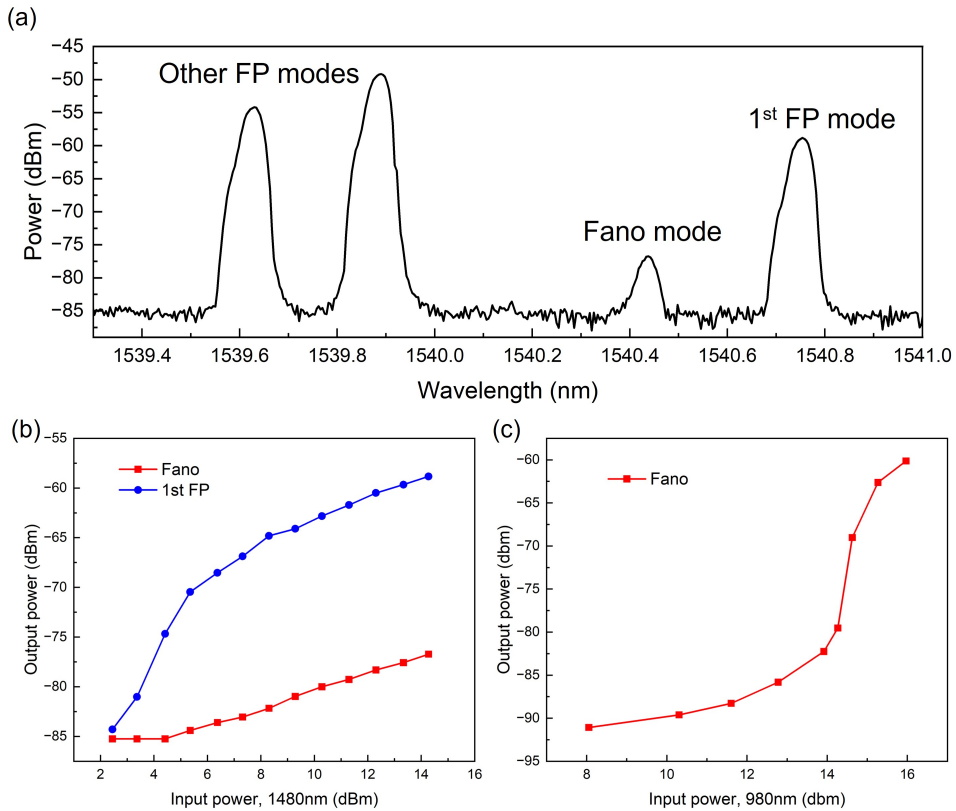 (a)
−45
−50
−55
−60
−65
−70
−75
−80
−85
Power (dBm)
Other FP modes
1st FP mode
Fano mode
1539.4 1539.6 1539.8 1540.0 1540.2 1540.4 1540.6 1540.8 1541.0
Wavelength (nm)
(b)
−55
−60
−65
−70
−75
−80
−85
Output power (dBm)
Fano
1st FP
2 4 6 8 10 12 14 16
Input power, 1480nm (dBm)
(c)
−60
−65
−70
−75
−80
−85
−90
−95
Output power (dbm)
Fano
8 10 12 14 16
Input power, 980nm (dbm)